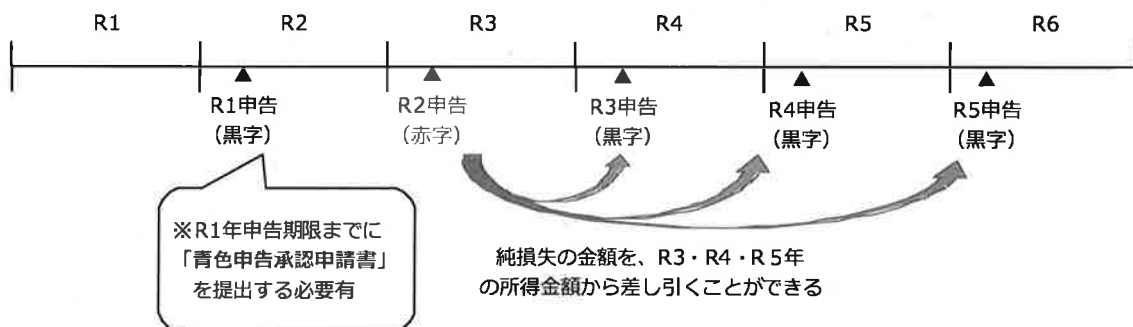 R1 R2 R3 R4 R5 R6
R1申告 R2申告 R3申告 R4申告 R5申告
(黒字) (赤字) (黒字) (黒字) (黒字)
※R1年申告期限までに
「青色申告承認申請書」
を提出する必要有
純損失の金額を、R3・R4・R5年
の所得金額から差し引くことができる